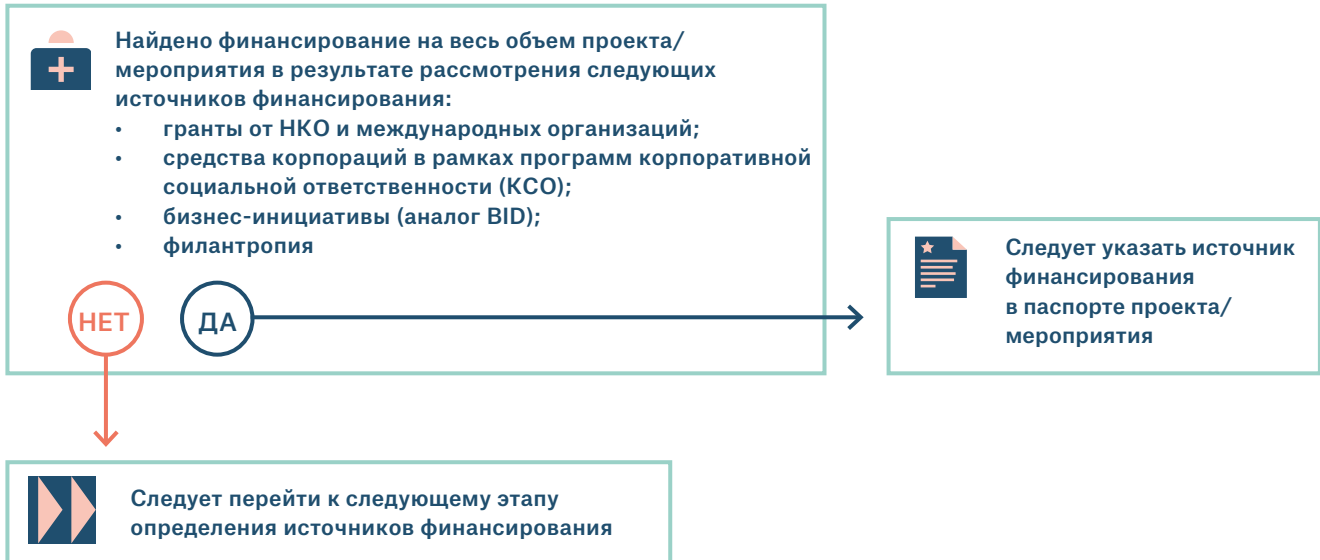 Найдено финансирование на весь объем проекта/
мероприятия в результате рассмотрения следующих
источников финансирования:
• гранты от НКО и международных организаций;
• средства корпораций в рамках программ корпоративной
социальной ответственности (КСО);
• бизнес-инициативы (аналог BID);
• филантропия
НЕТ
ДА
Следует указать источник
финансирования
в паспорте проекта/
мероприятия
Следует перейти к следующему этапу
определения источников финансирования